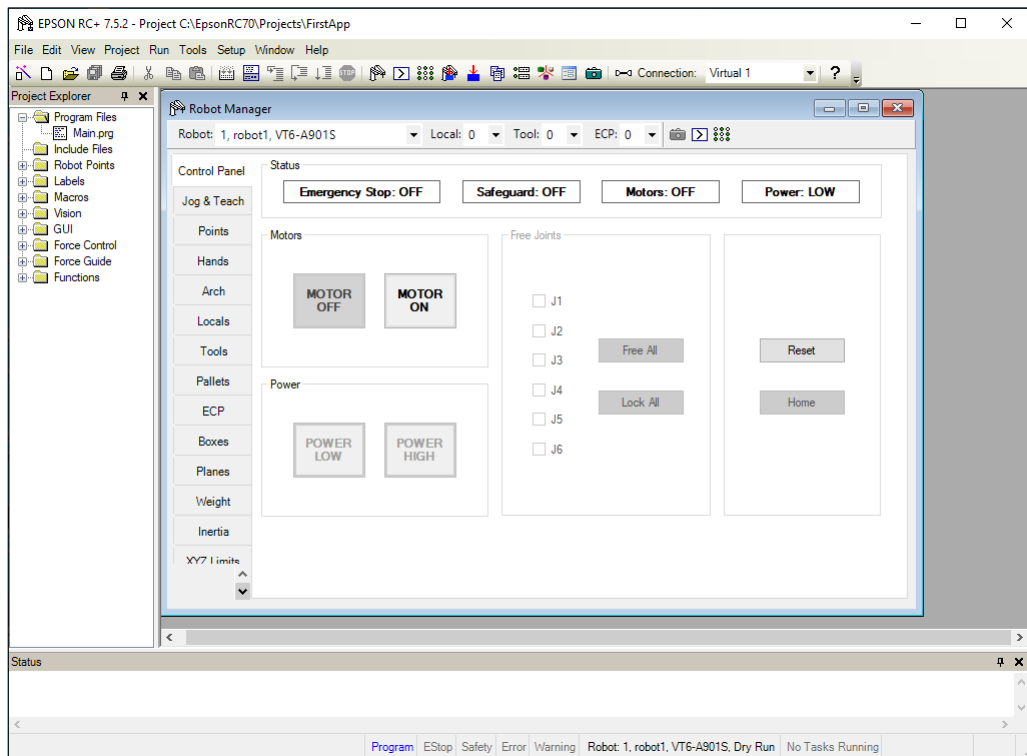 EPSON RC+ 7.5.2 - Project C:\EpsonRC70\Projects\FirstApp
File Edit View Project Run Tools Setup Window Help
STOP Connection: Virtual 1 ?
Project Explorer
Program Files
Main.prg
Include Files
Robot Points
Labels
Macros
Vision
GUI
Force Control
Force Guide
Functions
Robot Manager
Robot: 1, robot1, VT6-A901S Local: 0 Tool: 0 ECP: 0
Control Panel
Jog & Teach
Points
Hands
Arch
Locals
Tools
Pallets
ECP
Boxes
Planes
Weight
Inertia
XYZ Limits
Status
Emergency Stop: OFF Safeguard: OFF Motors: OFF Power: LOW
Motors
MOTOR OFF
MOTOR ON
Power
POWER LOW
POWER HIGH
Free Joints
J1
J2
J3
J4
J5
J6
Free All
Lock All
Reset
Home
Status
Program EStop Safety Error Warning Robot: 1, robot1, VT6-A901S, Dry Run No Tasks Running